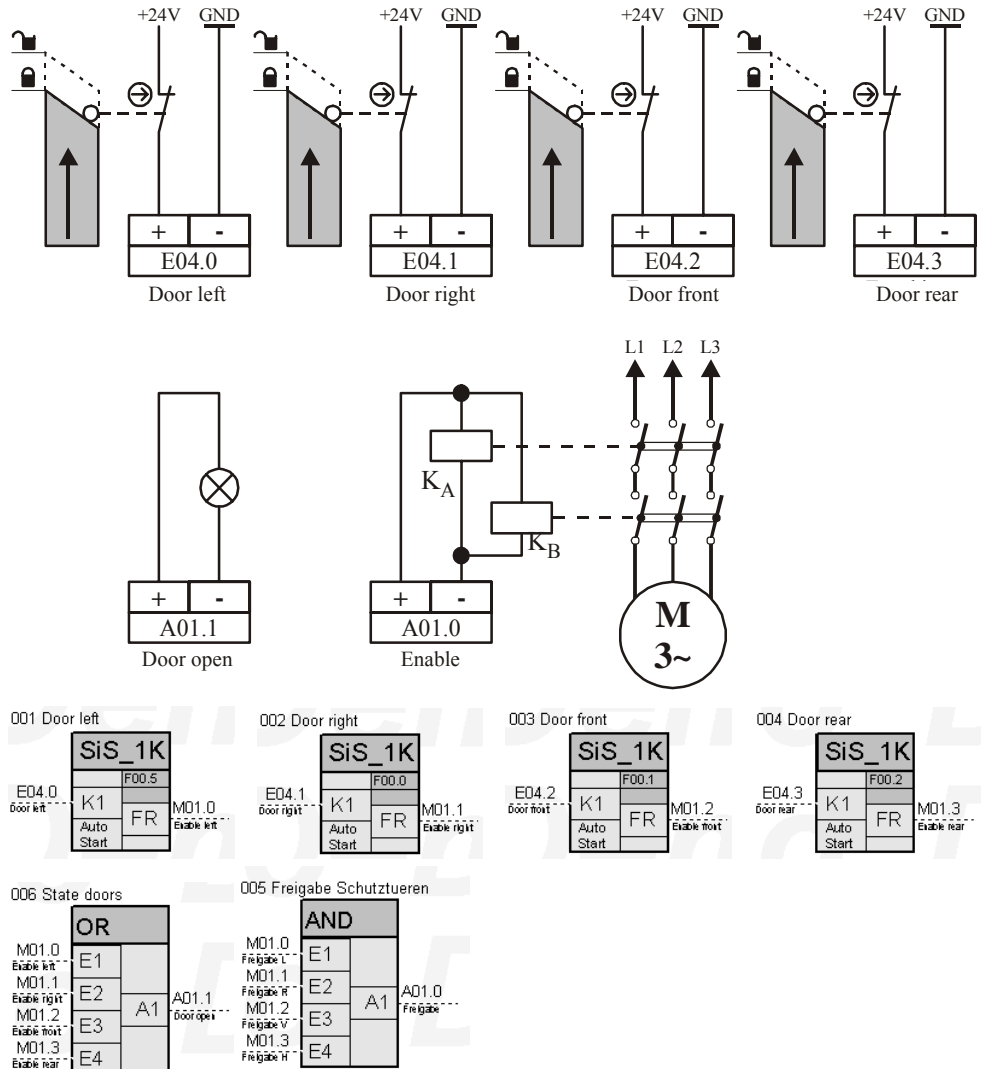 +24V GND +24V GND +24V GND +24V GND
+ - + - + - + -
E04.0 E04.1 E04.2 E04.3
Door left Door right Door front Door rear
L1 L2 L3
KA
KB
+ - + -
A01.1 A01.0
Door open Enable
M
3~
001 Door left
SiS_1K
F00.5
E04.0
Door left
K1
FR
M01.0
Enable left
Auto
Start
002 Door right
SiS_1K
F00.0
E04.1
Door right
K1
FR
M01.1
Enable right
Auto
Start
003 Door front
SiS_1K
F00.1
E04.2
Door front
K1
FR
M01.2
Enable front
Auto
Start
004 Door rear
SiS_1K
F00.2
E04.3
Door rear
K1
FR
M01.3
Enable rear
Auto
Start
006 State doors
OR
M01.0
Enable left
E1
M01.1
Enable right
E2
M01.2
Enable front
E3
M01.3
Enable rear
E4
A1
A01.1
Door open
005 Freigabe Schutztueren
AND
M01.0
Freigabe L
E1
M01.1
Freigabe R
E2
M01.2
Freigabe V
E3
M01.3
Freigabe H
E4
A1
A01.0
Freigabe